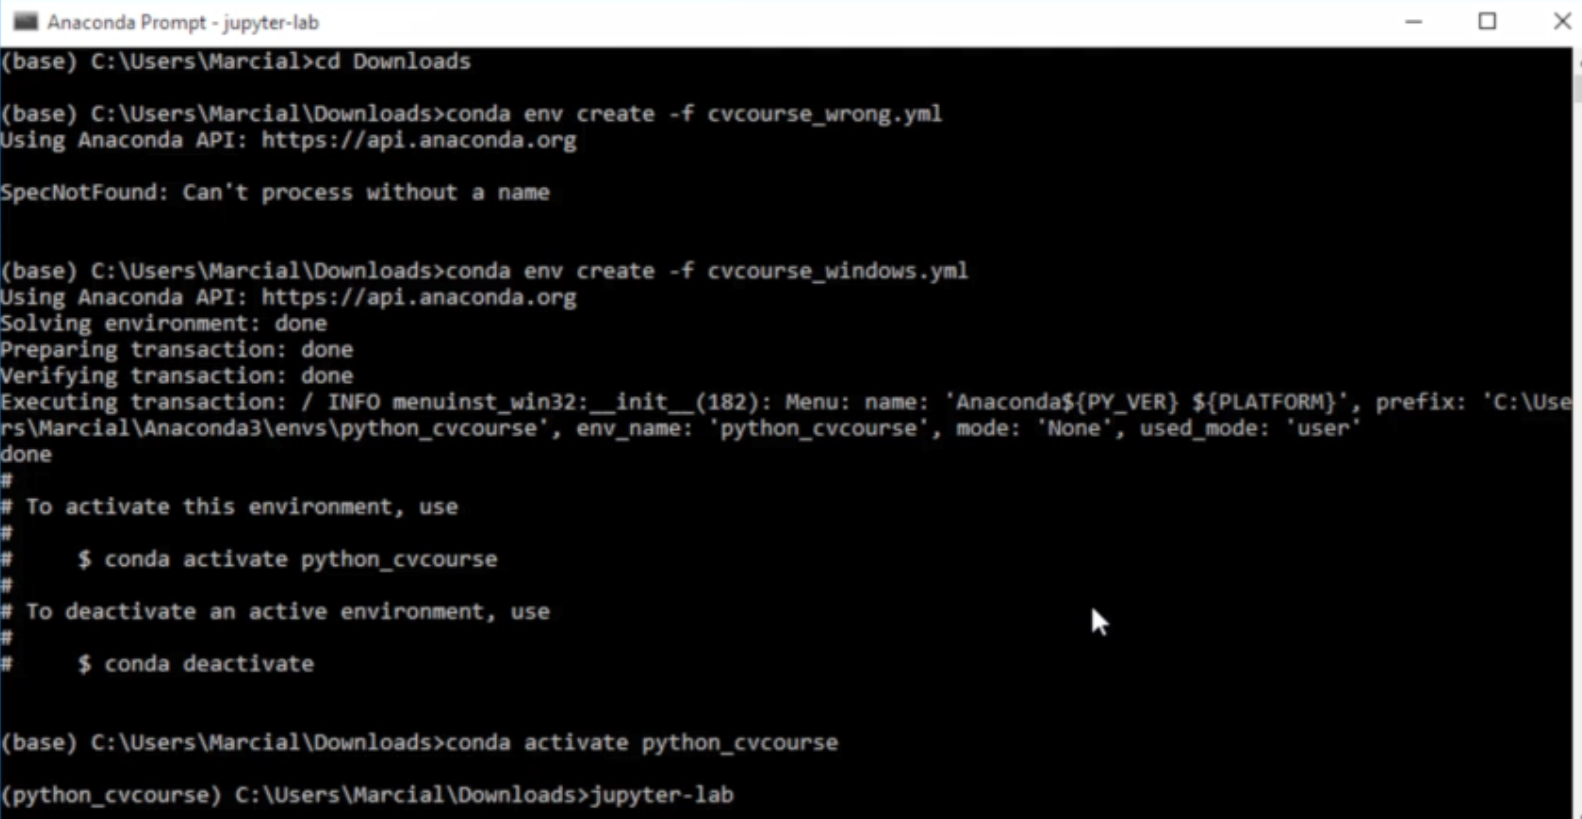 Anaconda Prompt - jupyter-lab
(base) C:\Users\Marcial>cd Downloads
(base) C:\Users\Marcial\Downloads>conda env create -f cvcourse_wrong.yml
Using Anaconda API: https://api.anaconda.org
SpecNotFound: Can't process without a name
(base) C:\Users\Marcial\Downloads>conda env create -f cvcourse_windows.yml
Using Anaconda API: https://api.anaconda.org
Solving environment: done
Preparing transaction: done
Verifying transaction: done
Executing transaction: / INFO menuinst_win32:__init__(182): Menu: name: 'Anaconda${PY_VER} ${PLATFORM}', prefix: 'C:\Use
rs\Marcial\Anaconda3\envs\python_cvcourse', env_name: 'python_cvcourse', mode: 'None', used_mode: 'user'
done
#
# To activate this environment, use
#
#     $ conda activate python_cvcourse
#
# To deactivate an active environment, use
#
#     $ conda deactivate
(base) C:\Users\Marcial\Downloads>conda activate python_cvcourse
(python_cvcourse) C:\Users\Marcial\Downloads>jupyter-lab